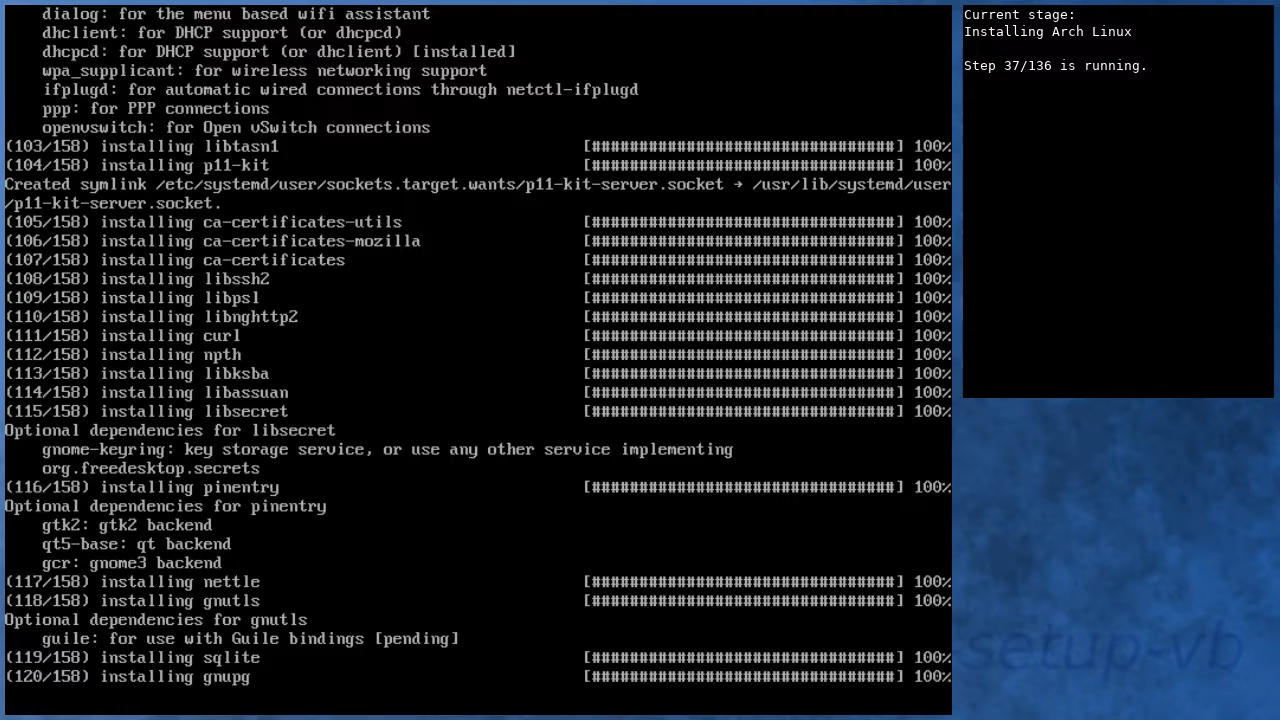 dialog: for the menu based wifi assistant
    dhclient: for DHCP support (or dhcpcd)
    dhcpcd: for DHCP support (or dhclient) [installed]
    wpa_supplicant: for wireless networking support
    ifplugd: for automatic wired connections through netctl-ifplugd
    ppp: for PPP connections
    openvswitch: for Open vSwitch connections
(103/158) installing libtasn1 [################################] 100%
(104/158) installing p11-kit [################################] 100%
Created symlink /etc/systemd/user/sockets.target.wants/p11-kit-server.socket → /usr/lib/systemd/user
/p11-kit-server.socket.
(105/158) installing ca-certificates-utils [################################] 100%
(106/158) installing ca-certificates-mozilla [################################] 100%
(107/158) installing ca-certificates [################################] 100%
(108/158) installing libssh2 [################################] 100%
(109/158) installing libpsl [################################] 100%
(110/158) installing libnghttp2 [################################] 100%
(111/158) installing curl [################################] 100%
(112/158) installing npth [################################] 100%
(113/158) installing libksba [################################] 100%
(114/158) installing libassuan [################################] 100%
(115/158) installing libsecret [################################] 100%
Optional dependencies for libsecret
    gnome-keyring: key storage service, or use any other service implementing
    org.freedesktop.secrets
(116/158) installing pinentry [################################] 100%
Optional dependencies for pinentry
    gtk2: gtk2 backend
    qt5-base: qt backend
    gcr: gnome3 backend
(117/158) installing nettle [################################] 100%
(118/158) installing gnutls [################################] 100%
Optional dependencies for gnutls
    guile: for use with Guile bindings [pending]
(119/158) installing sqlite [################################] 100%
(120/158) installing gnupg [################################] 100%
Current stage:
Installing Arch Linux
Step 37/136 is running.
setup-vb